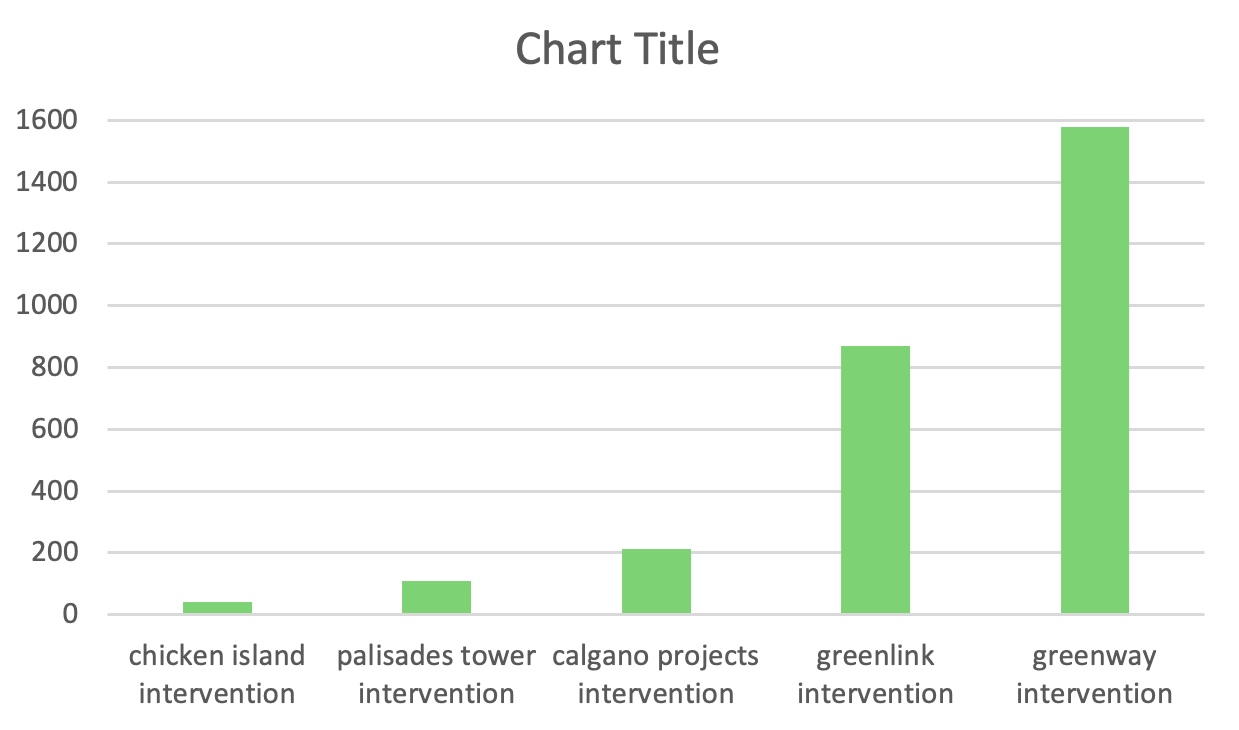 Chart Title
1600
1400
1200
1000
800
600
400
200
0
chicken island intervention
palisades tower intervention
calgano projects intervention
greenlink intervention
greenway intervention